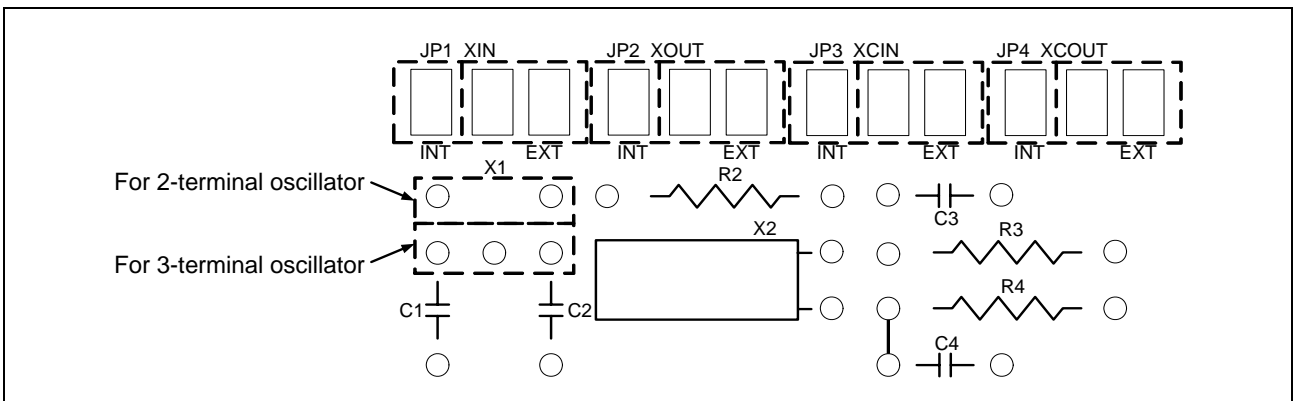 JP1 XIN JP2 XOUT JP3 XCIN JP4 XCOUT
INT EXT INT EXT INT EXT INT EXT
X1
For 2-terminal oscillator
R2
C3
X2
R3
For 3-terminal oscillator
R4
C1
C2
C4